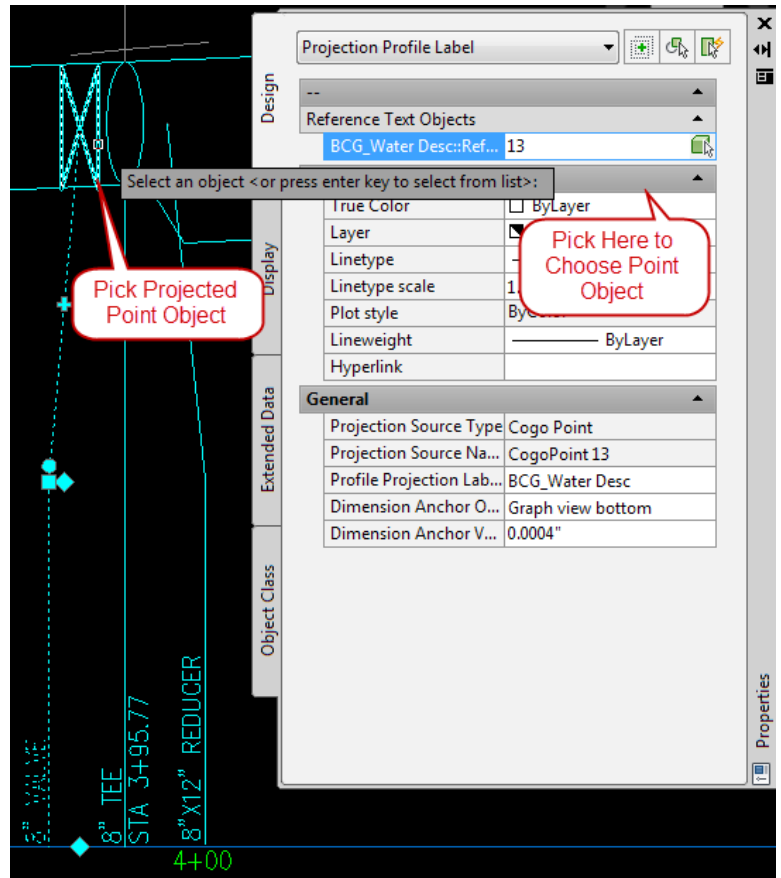 Projection Profile Label
Design
--
Reference Text Objects
BCG_Water Desc::Ref... 13
Select an object <or press enter key to select from list>:
True Color ByLayer
Layer
Linetype
Linetype scale 1.
Plot style ByColor
Lineweight ByLayer
Hyperlink
Pick Here to
Choose Point
Object
Pick Projected
Point Object
Display
Extended Data
General
Projection Source Type Cogo Point
Projection Source Na... CogoPoint 13
Profile Projection Lab... BCG_Water Desc
Dimension Anchor O... Graph view bottom
Dimension Anchor V... 0.0004"
Object Class
Properties
8" VALVE
8" TEE
STA 3+95.77
8"X12" REDUCER
4+00